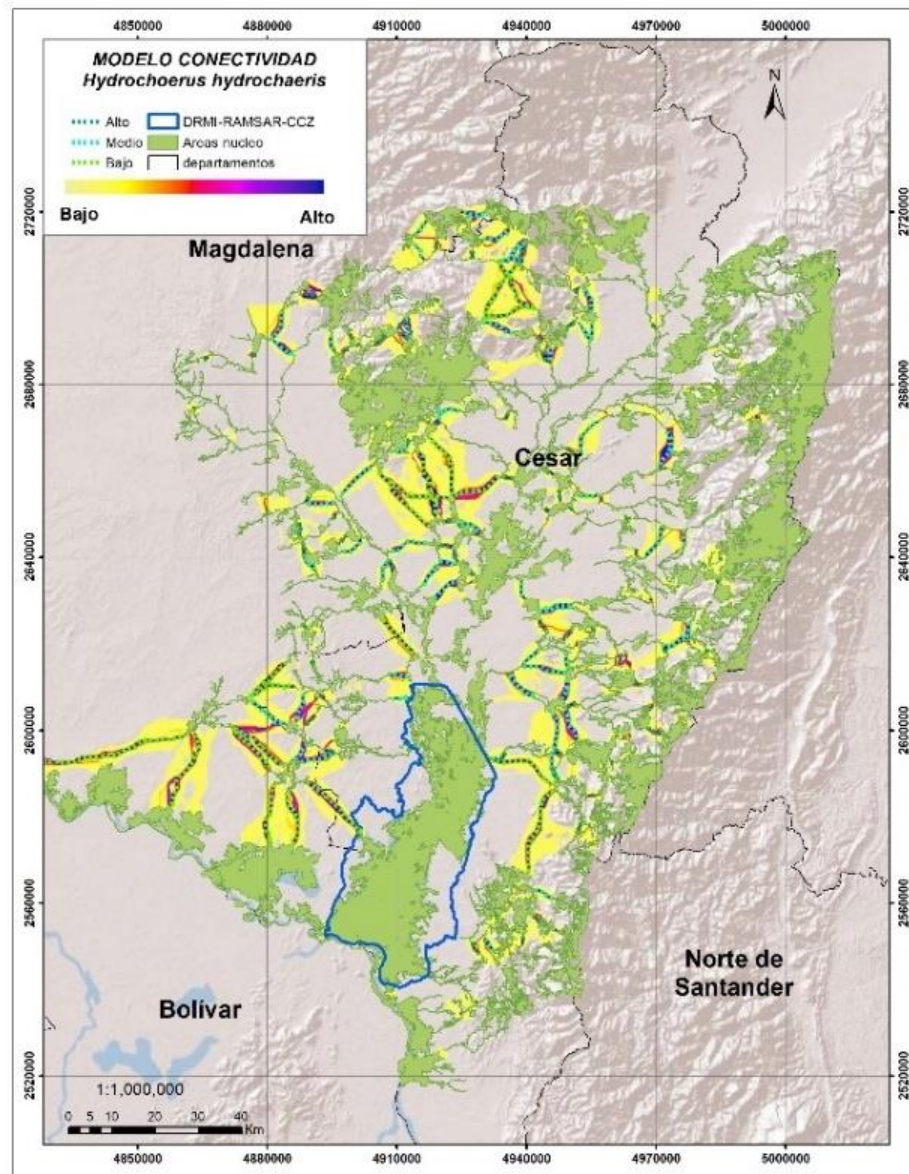 4850000 4880000 4910000 4940000 4970000 5000000
MODELO CONECTIVIDAD
Hydrochoerus hydrochaeris
Alto DRMI-RAMSAR-CCZ
Medio Areas nucleo
Bajo departamentos
Bajo Alto
N
Magdalena
Cesar
Norte de
Santander
Bolívar
2720000 2720000
2680000 2680000
2640000 2640000
2600000 2600000
2560000 2560000
2520000 2520000
1:1,000,000
0 5 10 20 30 40
Km
4850000 4880000 4910000 4940000 4970000 5000000